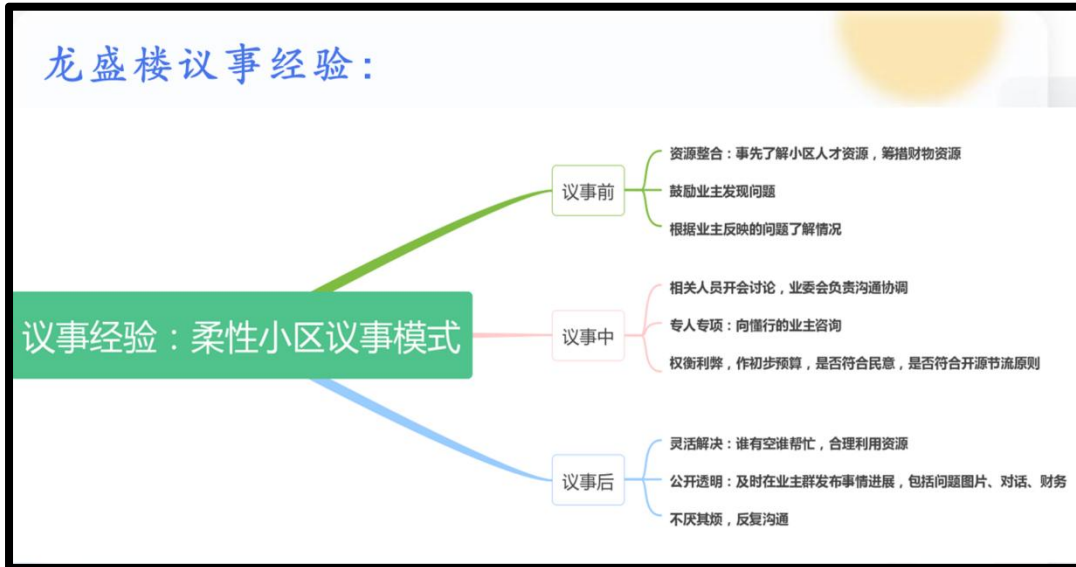 龙盛楼议事经验：
议事经验：柔性小区议事模式
议事前
资源整合：事先了解小区人才资源，筹措财物资源
鼓励业主发现问题
根据业主反映的问题了解情况
议事中
相关人员开会讨论，业委会负责沟通协调
专人专项：向懂行的业主咨询
权衡利弊，作初步预算，是否符合民意，是否符合开源节流原则
议事后
灵活解决：谁有空谁帮忙，合理利用资源
公开透明：及时在业主群发布事情进展，包括问题图片、对话、财务
不厌其烦，反复沟通